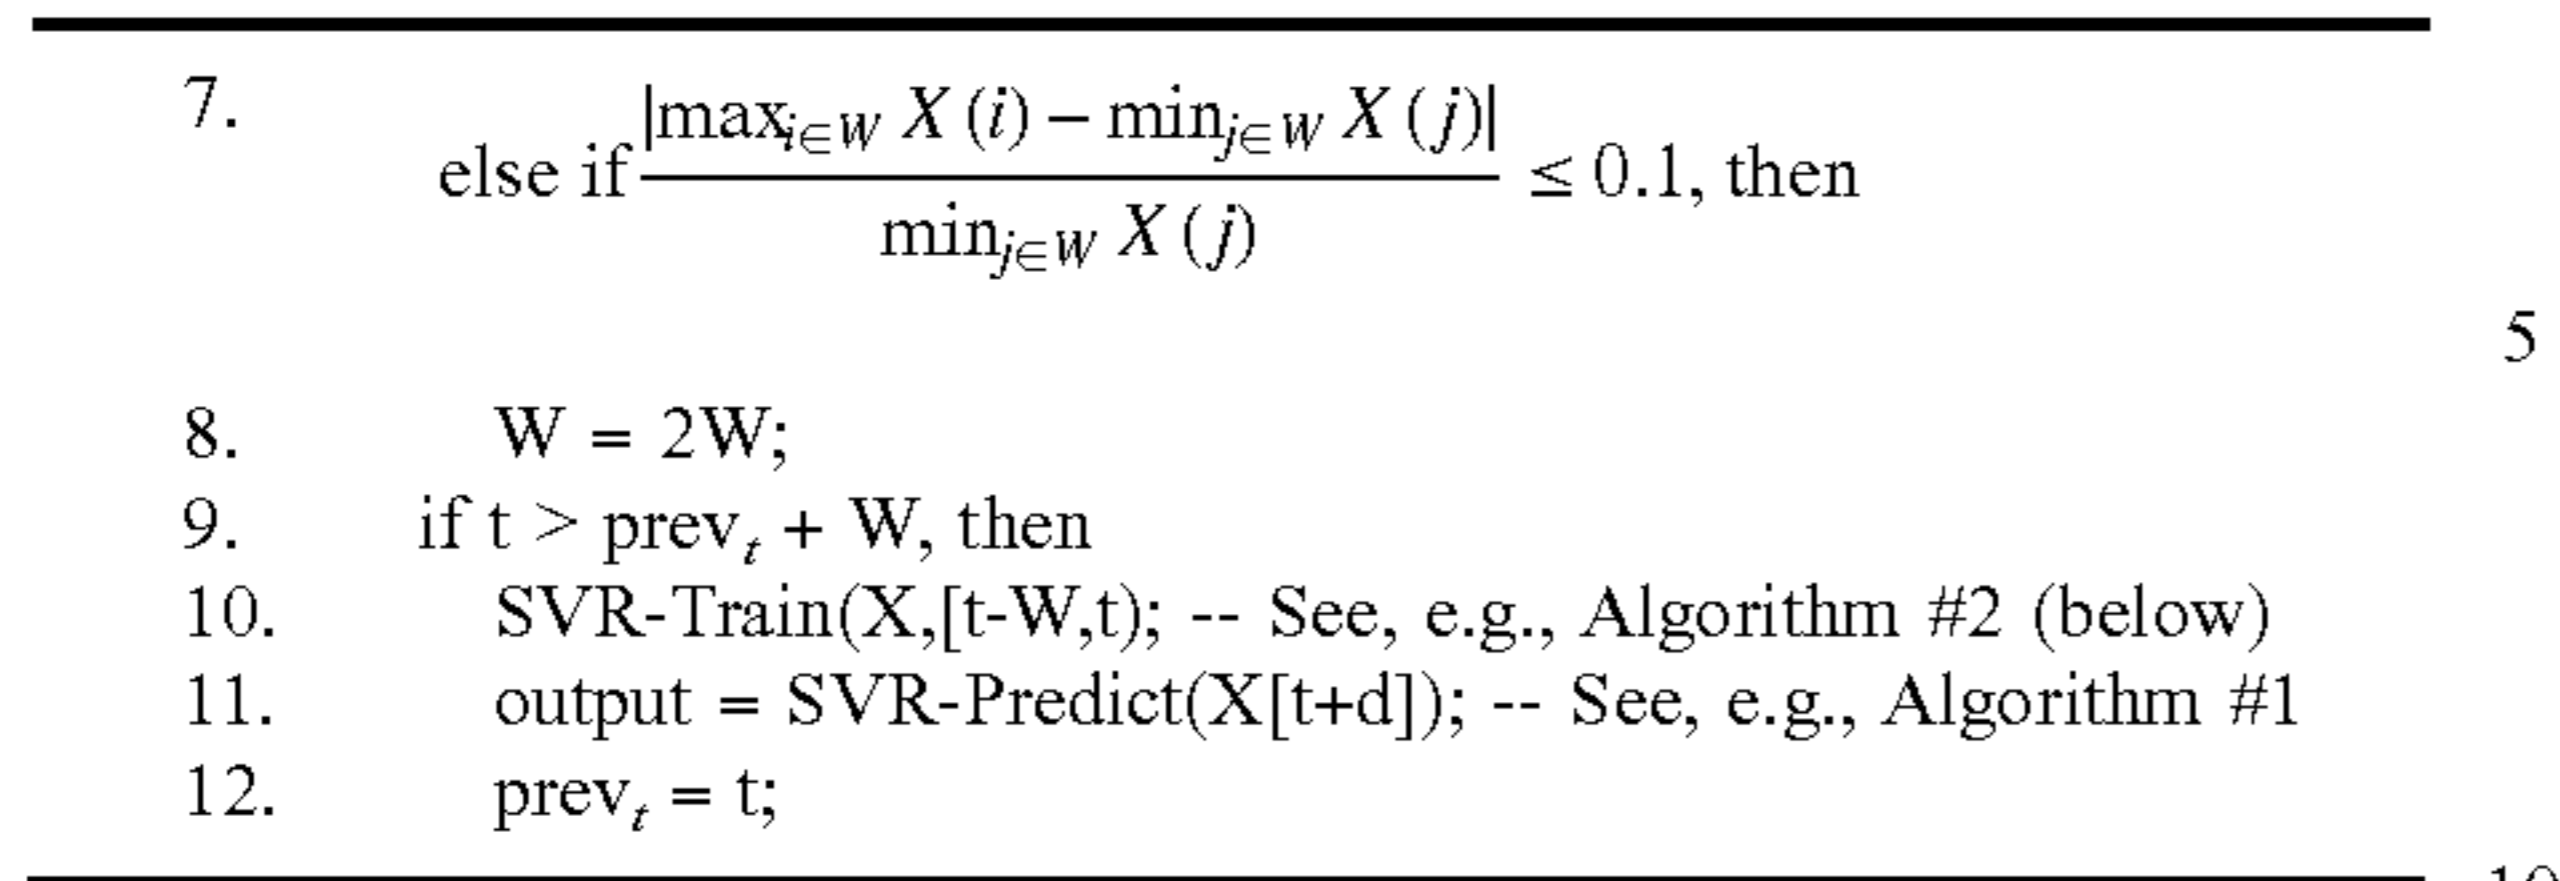 7. else if |max_{i∈W} X(i) – min_{j∈W} X(j)| / min_{j∈W} X(j) ≤ 0.1, then
5
8. W = 2W;
9. if t > prev_t + W, then
10. SVR-Train(X,[t-W,t); -- See, e.g., Algorithm #2 (below)
11. output = SVR-Predict(X[t+d]); -- See, e.g., Algorithm #1
12. prev_t = t;